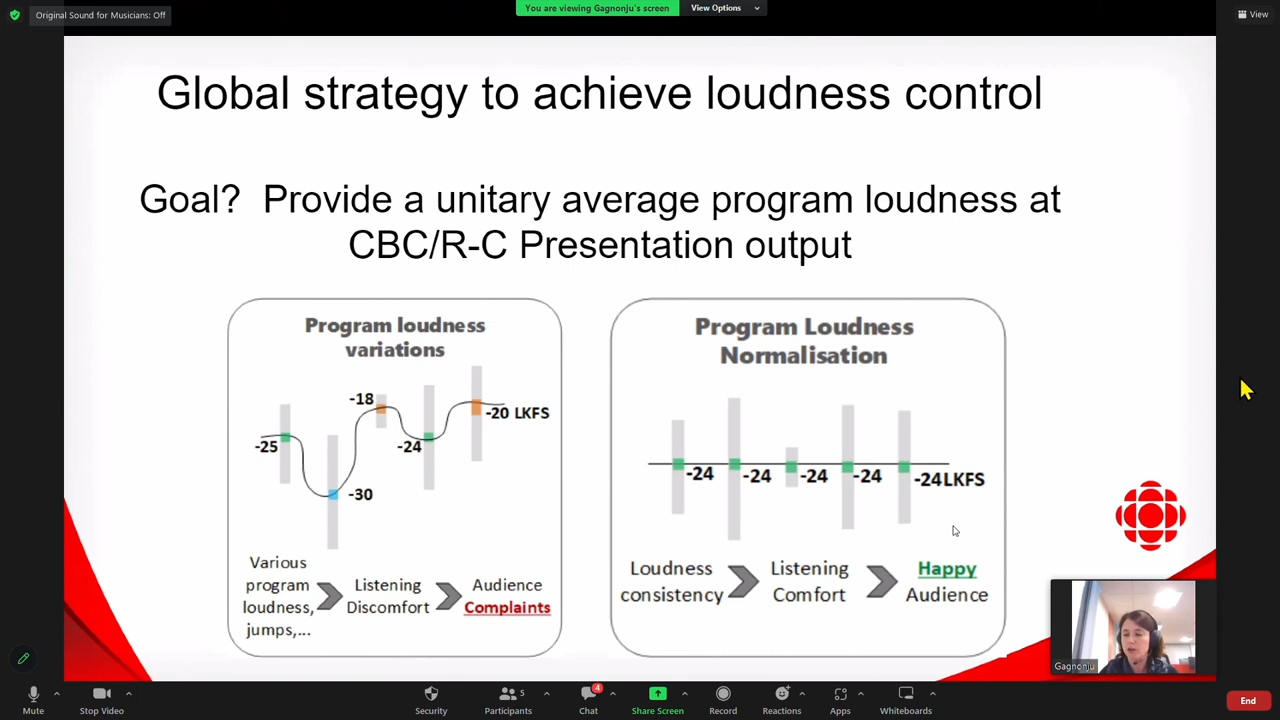 Original Sound for Musicians: Off
You are viewing Gagnonju's screen
View Options
View
Global strategy to achieve loudness control
Goal? Provide a unitary average program loudness at
CBC/R-C Presentation output
Program loudness
variations
-25
-30
-18
-24
-20 LKFS
Various
program
loudness,
jumps,...
Listening
Discomfort
Audience
Complaints
Program Loudness
Normalisation
-24
-24
-24
-24
-24LKFS
Loudness
consistency
Listening
Comfort
Happy
Audience
Gagnonju
Mute
Stop Video
Security
5
Participants
4
Chat
Share Screen
Record
Reactions
Apps
Whiteboards
End